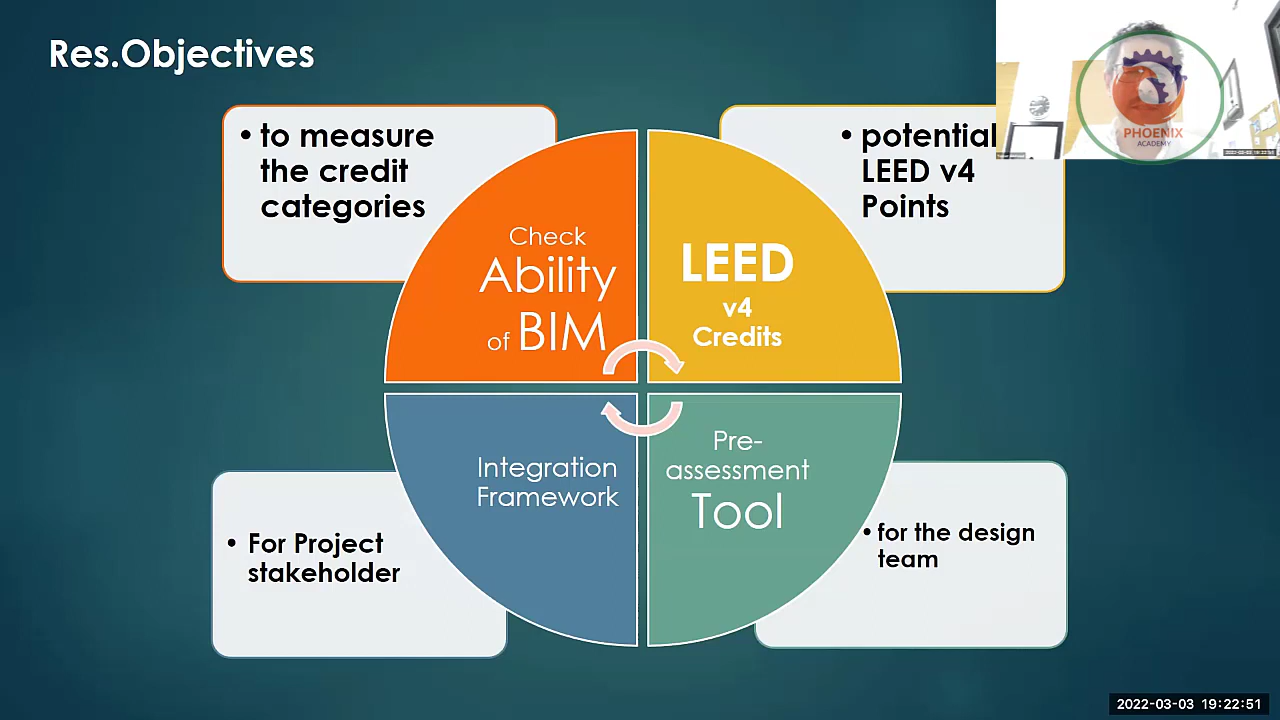 Res.Objectives
• to measure
the credit
categories
Check
Ability
of BIM
LEED
v4
Credits
• potential
LEED v4
Points
PHOENIX
ACADEMY
Integration
Framework
Pre-
assessment
Tool
• For Project
stakeholder
• for the design
team
2022-03-03 19:22:51